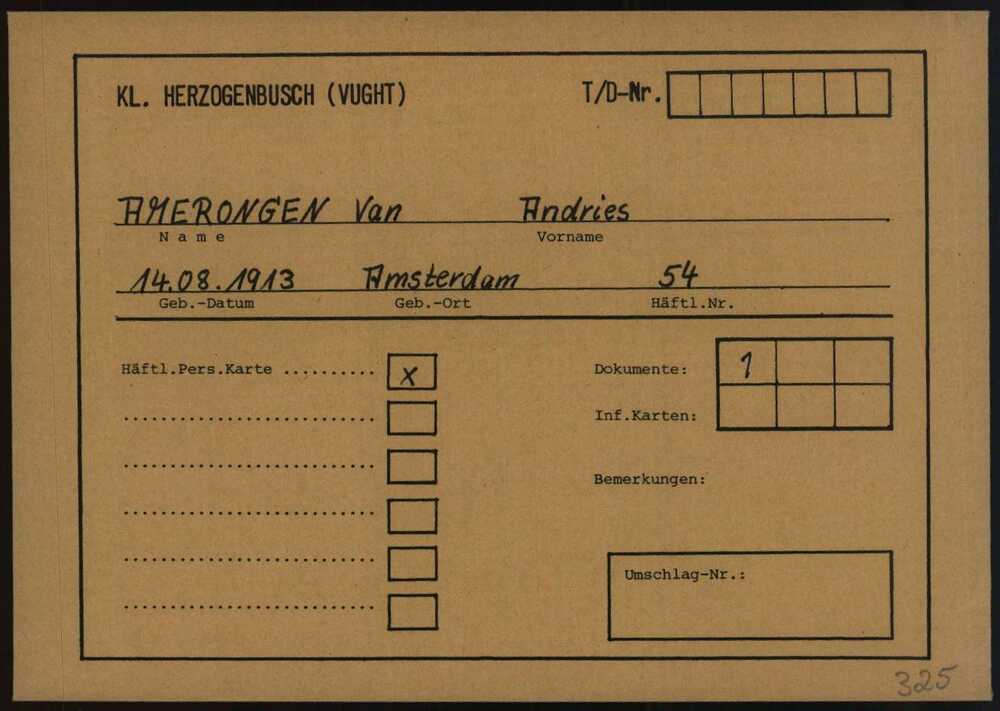 KL. HERZOGENBUSCH (VUGHT) T/D-Nr.
AMERONGEN Van Andries
Name Vorname
14.08.1913 Amsterdam 54
Geb.-Datum Geb.-Ort Häftl.Nr.
Häftl.Pers.Karte .......... x Dokumente: 1
Inf.Karten:
Bemerkungen:
Umschlag-Nr.:
325